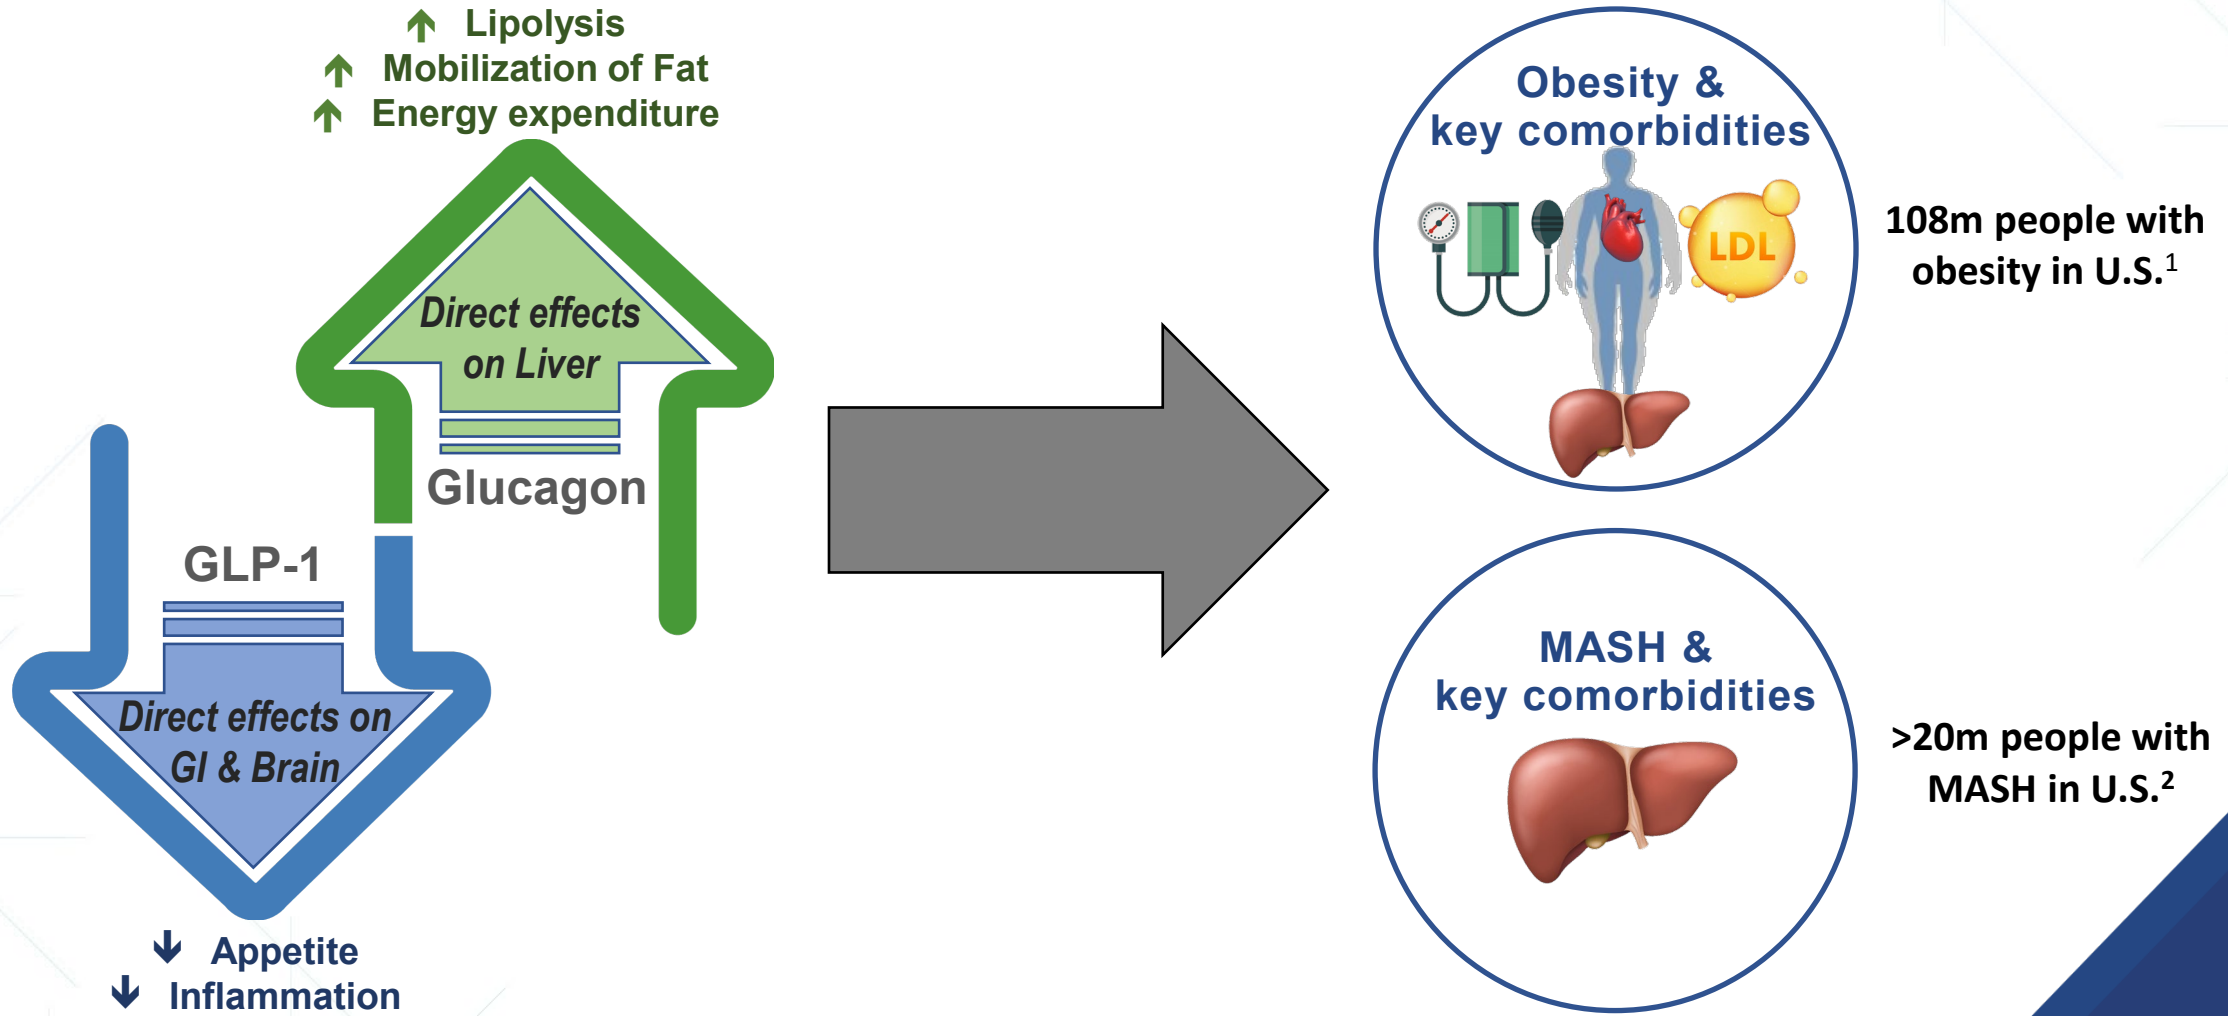 Lipolysis
Mobilization of Fat
Energy expenditure
Direct effects
on Liver
Glucagon
GLP-1
Direct effects on
GI & Brain
Appetite
Inflammation
Obesity &
key comorbidities
LDL
108m people with
obesity in U.S.1
MASH &
key comorbidities
>20m people with
MASH in U.S.2